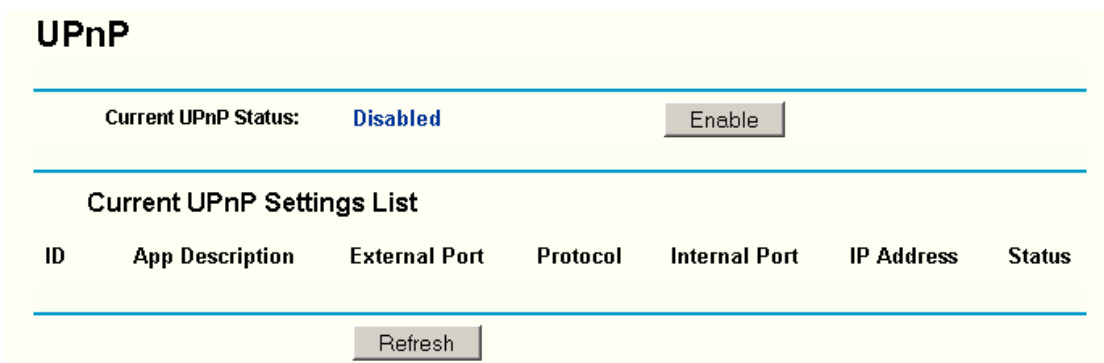 UPnP
Current UPnP Status: Disabled Enable
Current UPnP Settings List
ID App Description External Port Protocol Internal Port IP Address Status
Refresh